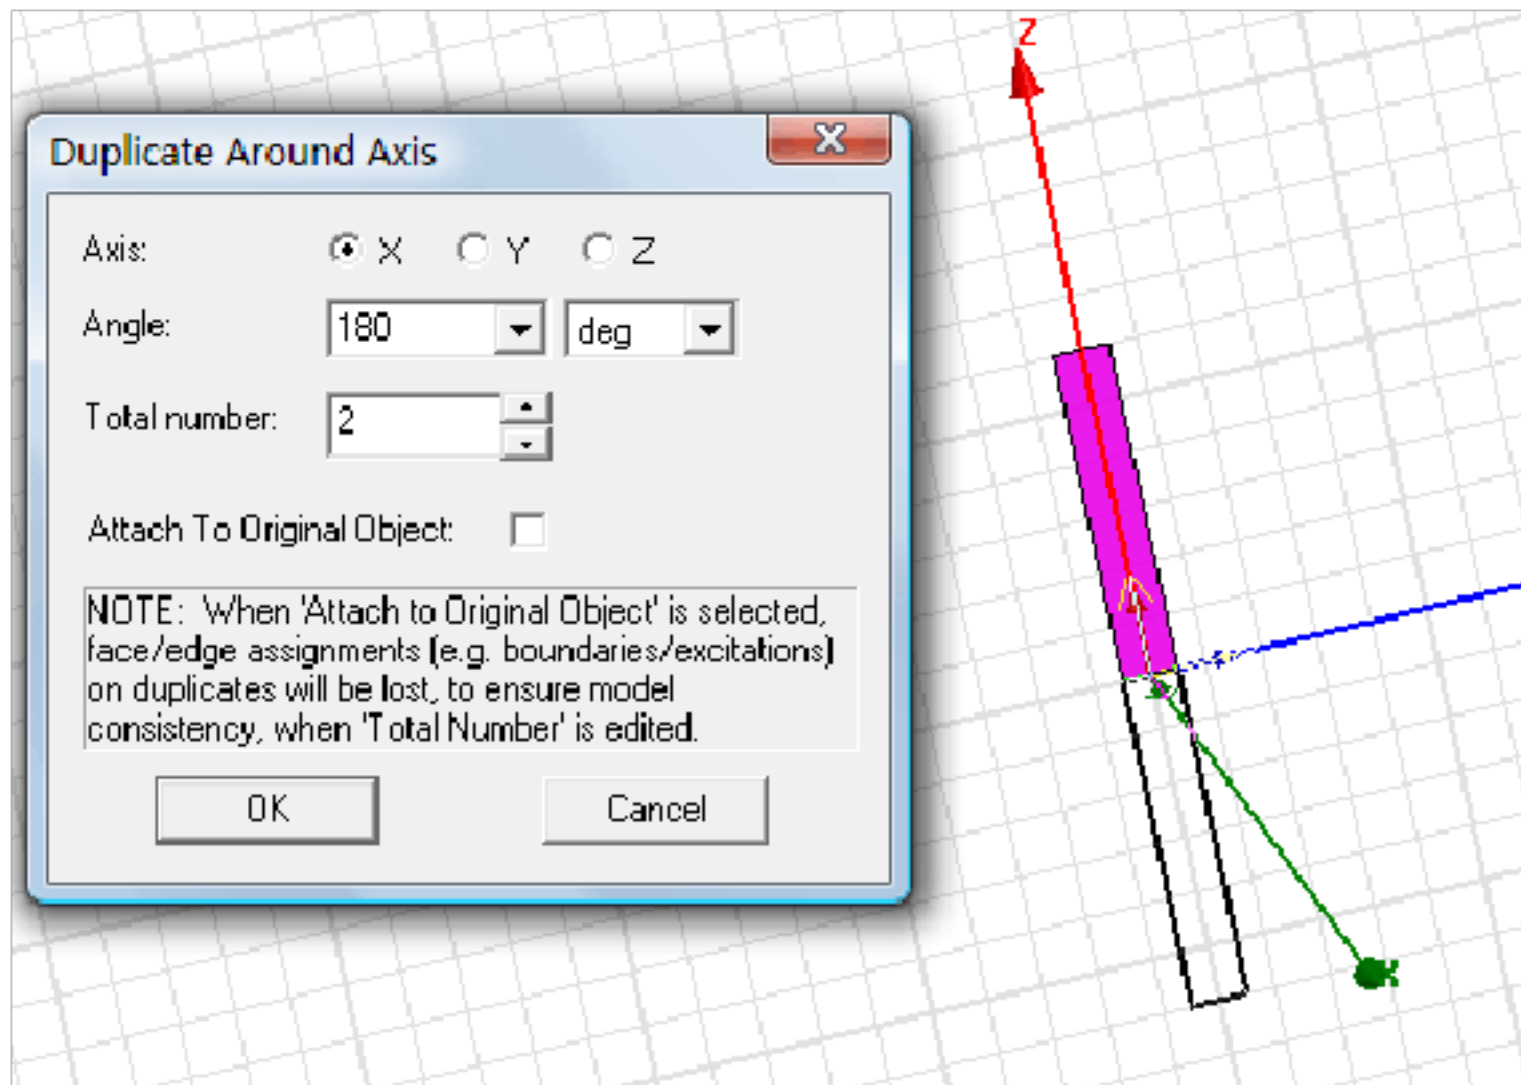 Z
Duplicate Around Axis
Axis: X Y Z
Angle: 180 deg
Total number: 2
Attach To Original Object:
NOTE: When 'Attach to Original Object' is selected,
face/edge assignments (e.g. boundaries/excitations)
on duplicates will be lost, to ensure model
consistency, when 'Total Number' is edited.
OK Cancel
X